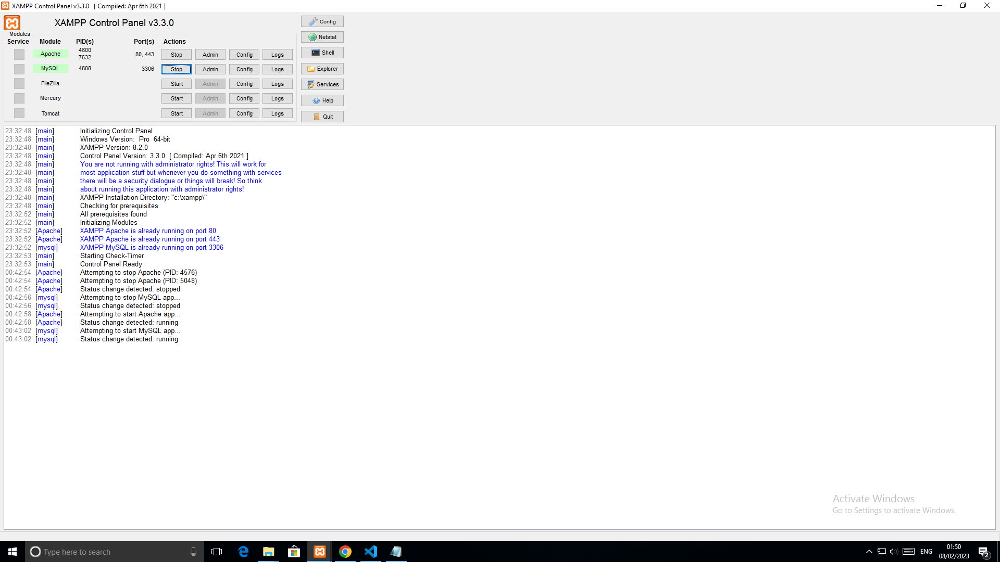 XAMPP Control Panel v3.3.0 [ Compiled: Apr 6th 2021 ]
XAMPP Control Panel v3.3.0
Config
Modules
Service Module PID(s) Port(s) Actions
Netstat
Apache 4600 7632 80, 443 Stop Admin Config Logs
Shell
MySQL 4808 3306 Stop Admin Config Logs
Explorer
FileZilla Start Admin Config Logs
Services
Mercury Start Admin Config Logs
Help
Tomcat Start Admin Config Logs
Quit
23:32:48 [main] Initializing Control Panel
23:32:48 [main] Windows Version: Pro 64-bit
23:32:48 [main] XAMPP Version: 8.2.0
23:32:48 [main] Control Panel Version: 3.3.0 [ Compiled: Apr 6th 2021 ]
23:32:48 [main] You are not running with administrator rights! This will work for
23:32:48 [main] most application stuff but whenever you do something with services
23:32:48 [main] there will be a security dialogue or things will break! So think
23:32:48 [main] about running this application with administrator rights!
23:32:48 [main] XAMPP Installation Directory: "c:\xampp\"
23:32:48 [main] Checking for prerequisites
23:32:52 [main] All prerequisites found
23:32:52 [main] Initializing Modules
23:32:52 [Apache] XAMPP Apache is already running on port 80
23:32:52 [Apache] XAMPP Apache is already running on port 443
23:32:52 [mysql] XAMPP MySQL is already running on port 3306
23:32:53 [main] Starting Check-Timer
23:32:53 [main] Control Panel Ready
00:42:54 [Apache] Attempting to stop Apache (PID: 4576)
00:42:54 [Apache] Attempting to stop Apache (PID: 5048)
00:42:54 [Apache] Status change detected: stopped
00:42:56 [mysql] Attempting to stop MySQL app...
00:42:56 [mysql] Status change detected: stopped
00:42:58 [Apache] Attempting to start Apache app...
00:42:58 [Apache] Status change detected: running
00:43:02 [mysql] Attempting to start MySQL app...
00:43:02 [mysql] Status change detected: running
Activate Windows
Go to Settings to activate Windows.
Type here to search
ENG
01:50
08/02/2023
2